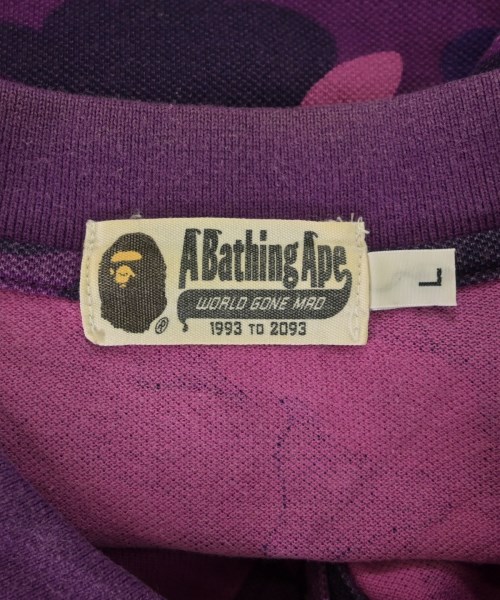 A Bathing Ape
WORLD GONE MAD
®
1993 TO 2093
L